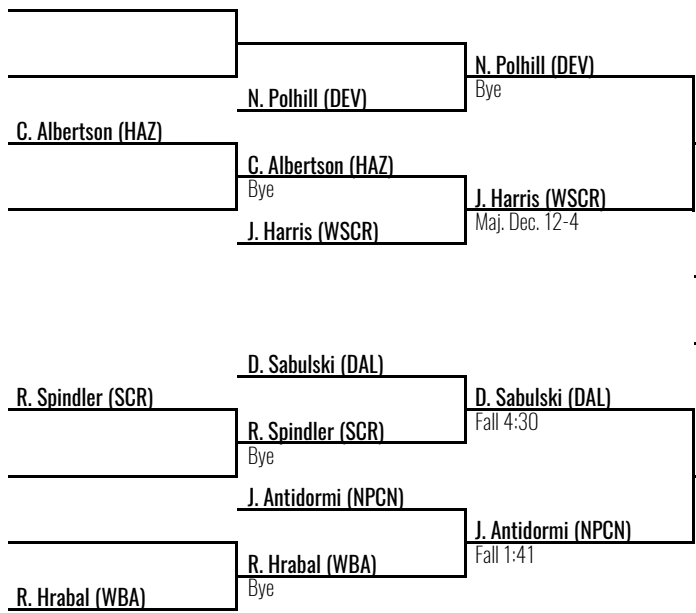 N. Polhill (DEV)
Bye
N. Polhill (DEV)
C. Albertson (HAZ)
C. Albertson (HAZ)
Bye
J. Harris (WSCR)
Maj. Dec. 12-4
J. Harris (WSCR)
D. Sabulski (DAL)
R. Spindler (SCR)
D. Sabulski (DAL)
Fall 4:30
R. Spindler (SCR)
Bye
J. Antidormi (NPCN)
J. Antidormi (NPCN)
Fall 1:41
R. Hrabal (WBA)
Bye
R. Hrabal (WBA)